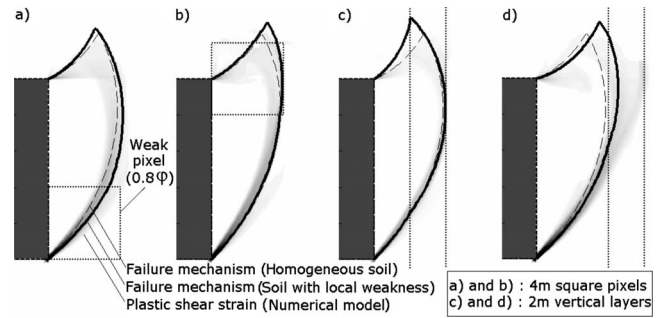 a)
b)
c)
d)
Weak
pixel
(0.8φ)
Failure mechanism (Homogeneous soil)
Failure mechanism (Soil with local weakness)
Plastic shear strain (Numerical model)
a) and b) : 4m square pixels
c) and d) : 2m vertical layers